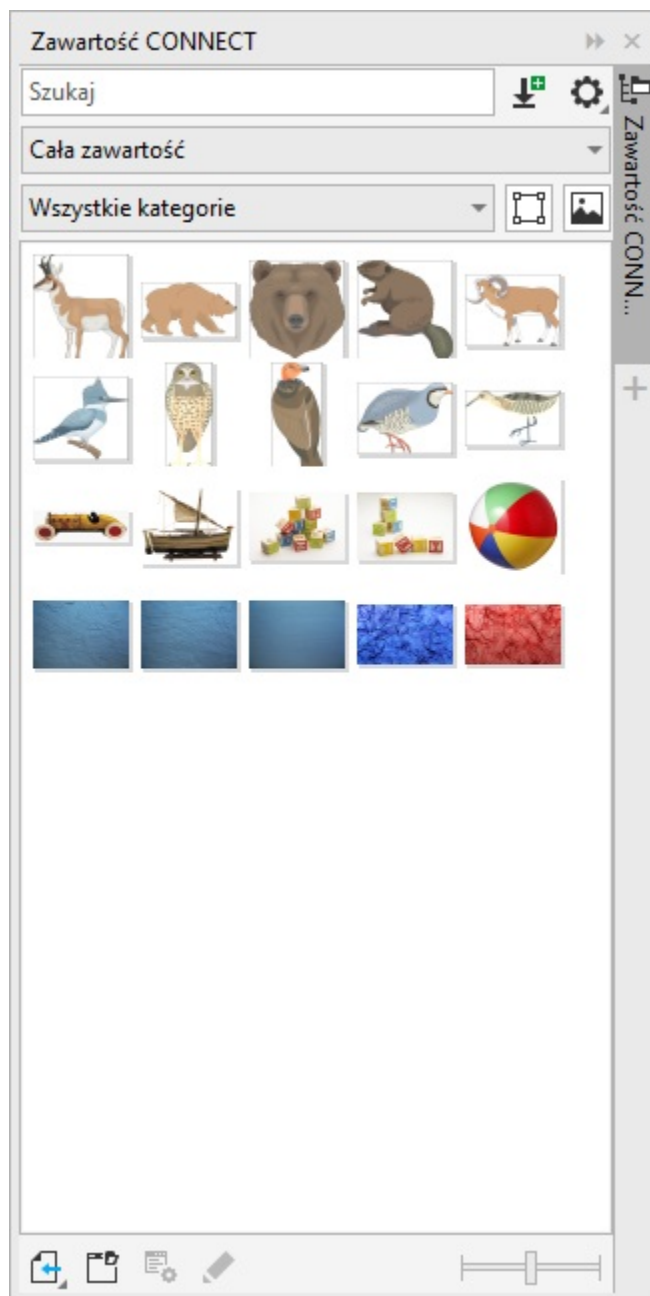 Zawartość CONNECT
Szukaj
Cała zawartość
Wszystkie kategorie
Zawartość CONN...